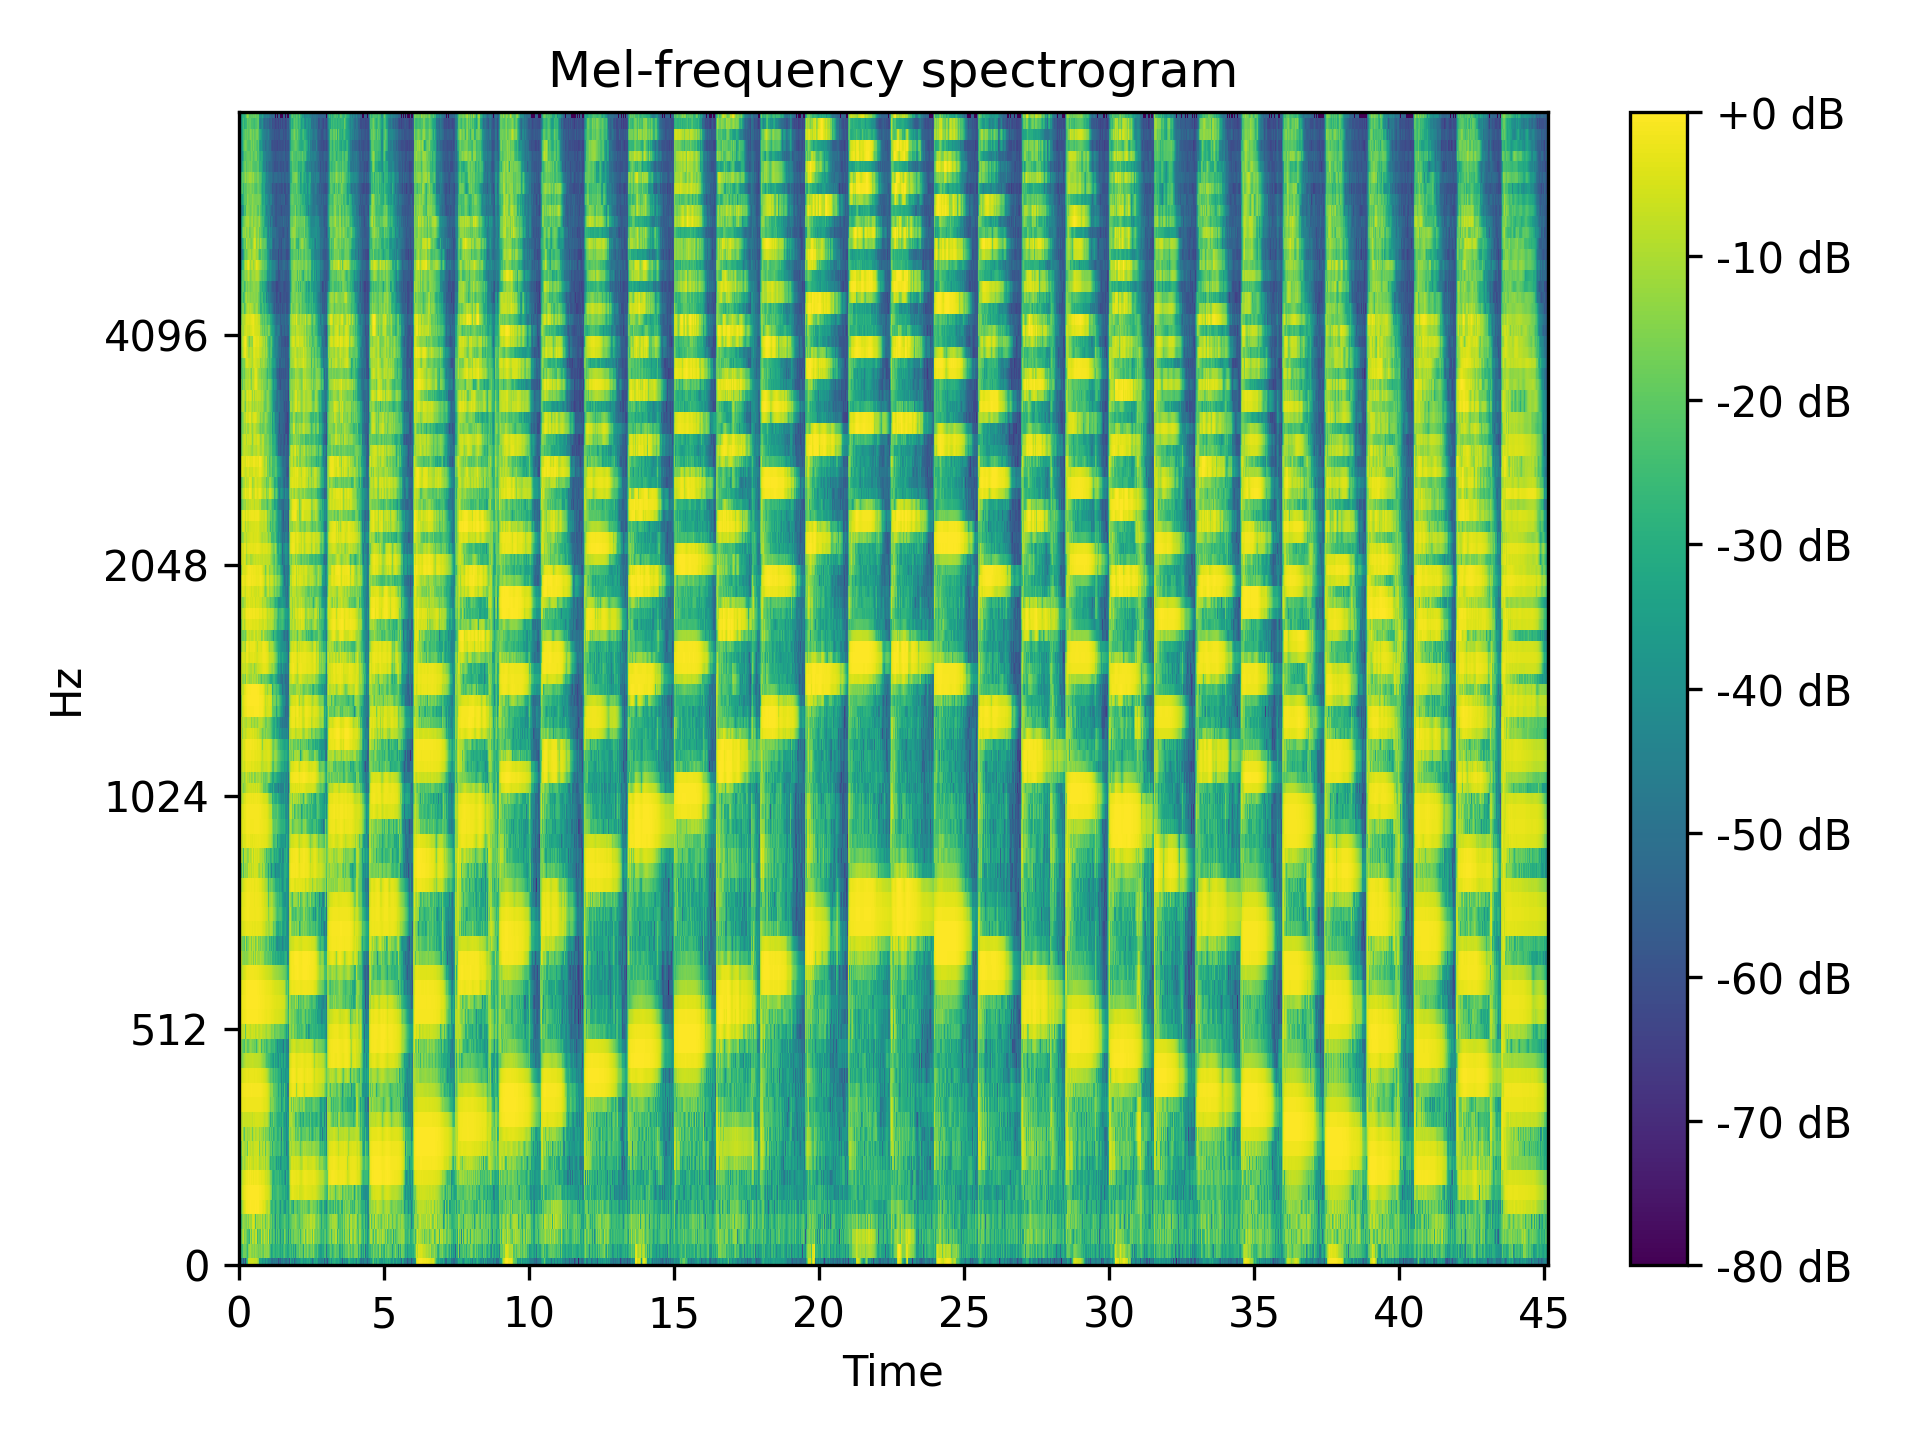 Mel-frequency spectrogram
Hz
4096
2048
1024
512
0
0 5 10 15 20 25 30 35 40 45
Time
+0 dB
-10 dB
-20 dB
-30 dB
-40 dB
-50 dB
-60 dB
-70 dB
-80 dB